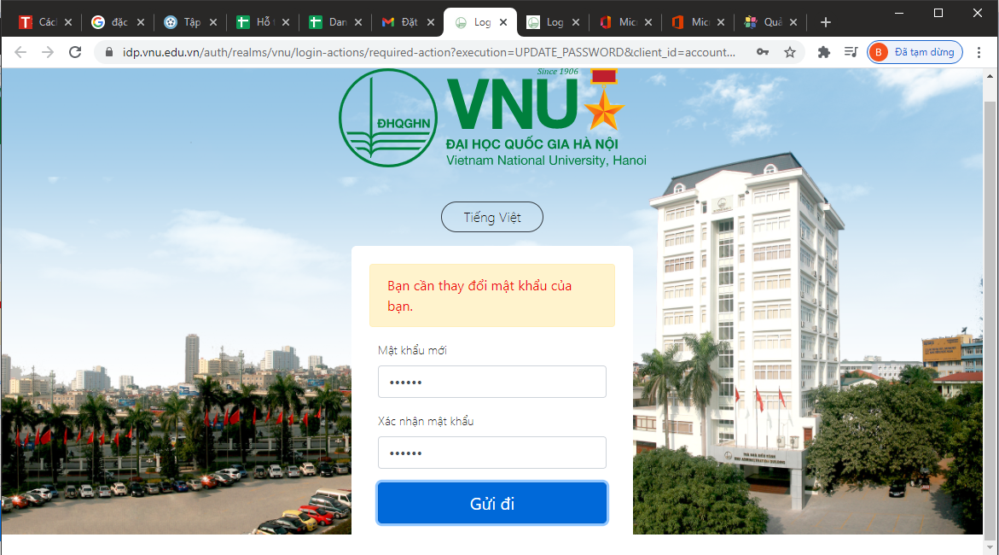 Cácl
đặc
Tập
Hỗ t
Dan
Đặt
Log
Log
Micr
Micr
Quả
idp.vnu.edu.vn/auth/realms/vnu/login-actions/required-action?execution=UPDATE_PASSWORD&client_id=account...
B Đã tạm dừng
Since 1906
ĐHQGHN
VNU
ĐẠI HỌC QUỐC GIA HÀ NỘI
Vietnam National University, Hanoi
Tiếng Việt
Bạn cần thay đổi mật khẩu của
bạn.
Mật khẩu mới
••••••
Xác nhận mật khẩu
••••••
Gửi đi